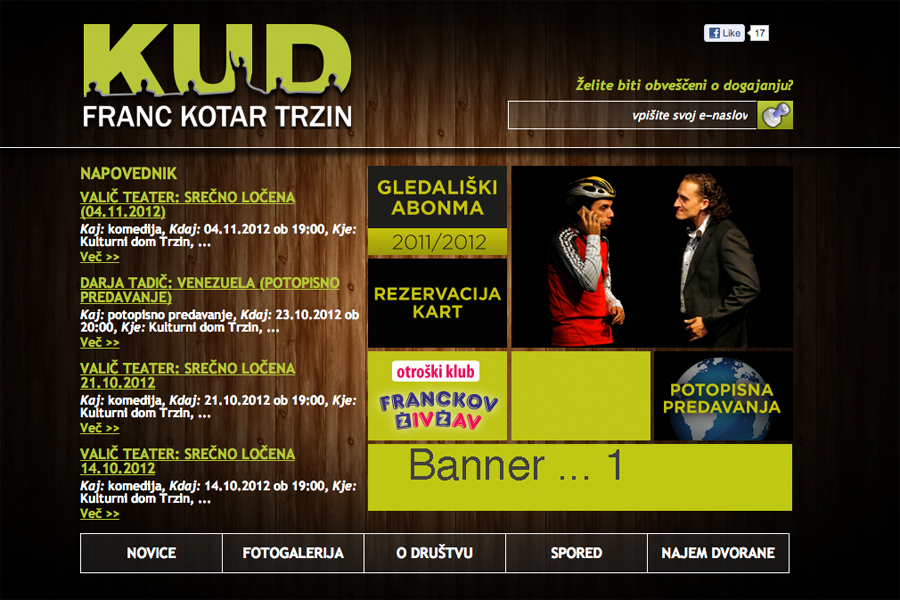 KUD
FRANC KOTAR TRZIN
Like 17
Želite biti obveščeni o dogajanju?
vpišite svoj e-naslov
NAPOVEDNIK
VALIČ TEATER: SREČNO LOČENA
(04.11.2012)
Kaj: komedija, Kdaj: 04.11.2012 ob 19:00, Kje:
Kulturni dom Trzin, ...
Več >>
DARJA TADIČ: VENEZUELA (POTOPISNO
PREDAVANJE)
Kaj: potopisno predavanje, Kdaj: 23.10.2012 ob
20:00, Kje: Kulturni dom Trzin, ...
Več >>
VALIČ TEATER: SREČNO LOČENA
21.10.2012
Kaj: komedija, Kdaj: 21.10.2012 ob 19:00, Kje:
Kulturni dom Trzin, ...
Več >>
VALIČ TEATER: SREČNO LOČENA
14.10.2012
Kaj: komedija, Kdaj: 14.10.2012 ob 19:00, Kje:
Kulturni dom Trzin, ...
Več >>
GLEDALIŠKI
ABONMA
2011/2012
REZERVACIJA
KART
otroški klub
FRANCKOV
ŽIVŽAV
POTOPISNA
PREDAVANJA
Banner ... 1
NOVICE
FOTOGALERIJA
O DRUŠTVU
SPORED
NAJEM DVORANE